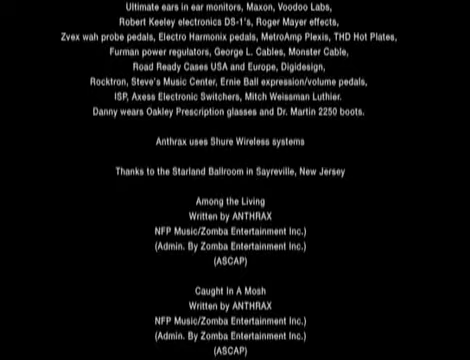 Ultimate ears in ear monitors, Maxon, Voodoo Labs,
Robert Keeley electronics DS-1's, Roger Mayer effects,
Zvex wah probe pedals, Electro Harmonix pedals, MetroAmp Plexis, THD Hot Plates,
Furman power regulators, George L. Cables, Monster Cable,
Road Ready Cases USA and Europe, Digidesign,
Rocktron, Steve's Music Center, Ernie Ball expression/volume pedals,
ISP, Axess Electronic Switchers, Mitch Weissman Luthier.
Danny wears Oakley Prescription glasses and Dr. Martin 2250 boots.
Anthrax uses Shure Wireless systems
Thanks to the Starland Ballroom in Sayreville, New Jersey
Among the Living
Written by ANTHRAX
NFP Music/Zomba Entertainment Inc.)
(Admin. By Zomba Entertainment Inc.)
(ASCAP)
Caught In A Mosh
Written by ANTHRAX
NFP Music/Zomba Entertainment Inc.)
(Admin. By Zomba Entertainment Inc.)
(ASCAP)